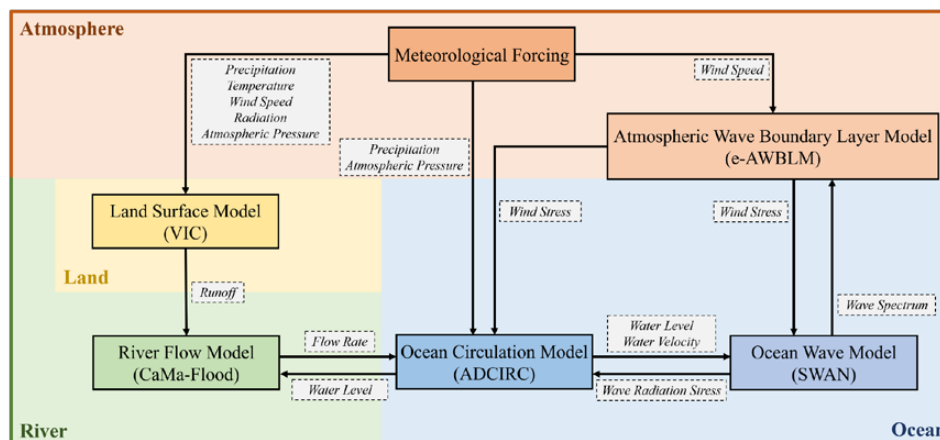 Atmosphere
Meteorological Forcing
Precipitation
Temperature
Wind Speed
Radiation
Atmospheric Pressure
Wind Speed
Precipitation
Atmospheric Pressure
Atmospheric Wave Boundary Layer Model
(e-AWBLM)
Land Surface Model
(VIC)
Wind Stress
Wind Stress
Land
Runoff
Wave Spectrum
River Flow Model
(CaMa-Flood)
Flow Rate
Water Level
Ocean Circulation Model
(ADCIRC)
Water Level
Water Velocity
Wave Radiation Stress
Ocean Wave Model
(SWAN)
River
Ocean